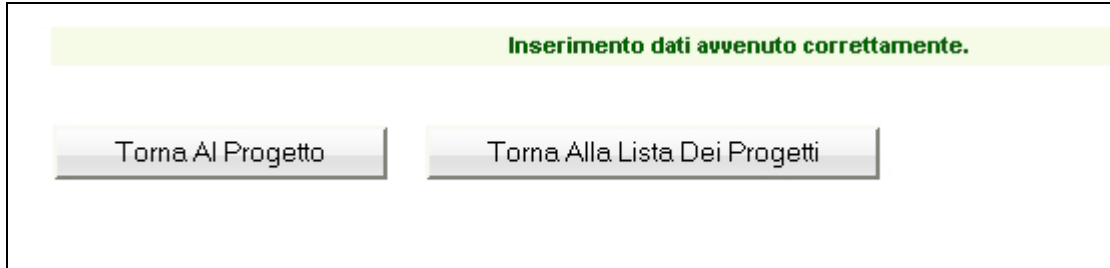 Inserimento dati avvenuto correttamente.
Torna Al Progetto
Torna Alla Lista Dei Progetti